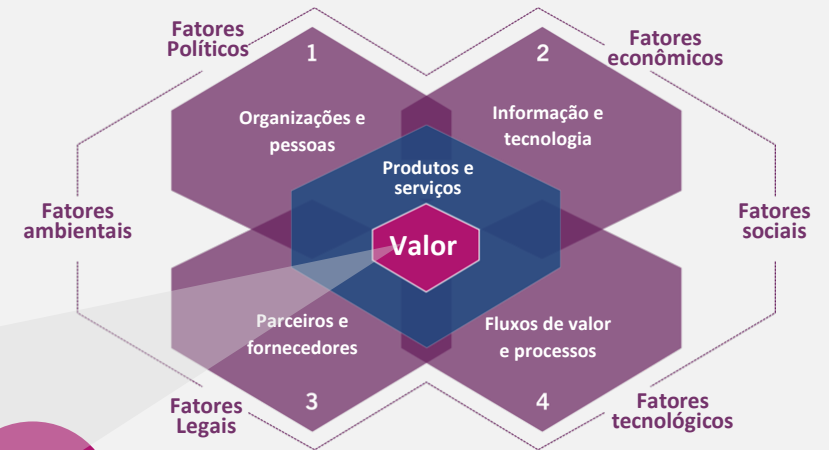 Fatores
Políticos
1
2
Fatores
econômicos
Organizações e
pessoas
Informação e
tecnologia
Produtos e
serviços
Fatores
ambientais
Valor
Fatores
sociais
Parceiros e
fornecedores
Fluxos de valor
e processos
Fatores
Legais
3
4
Fatores
tecnológicos